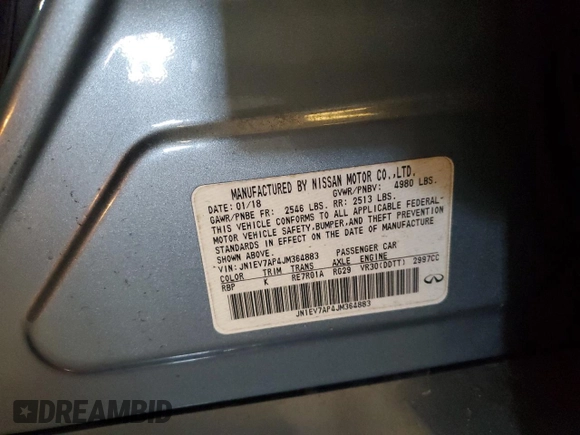 MANUFACTURED BY NISSAN MOTOR CO.,LTD.
DATE: 01/18 GVWR/PNBV: 4980 LBS.
GAWR/PNBE FR: 2546 LBS. RR: 2513 LBS.
THIS VEHICLE CONFORMS TO ALL APPLICABLE FEDERAL
MOTOR VEHICLE SAFETY,BUMPER,AND THEFT PREVENTION
STANDARDS IN EFFECT ON THE DATE OF MANUFACTURE
SHOWN ABOVE.
VIN: JN1EV7AP4JM364883 PASSENGER CAR
COLOR TRIM TRANS AXLE ENGINE
RBP K RE7R01A RG29 VR30(DDTT) 2997CC
JN1EV7AP4JM364883
INFINITI
DREAMBID